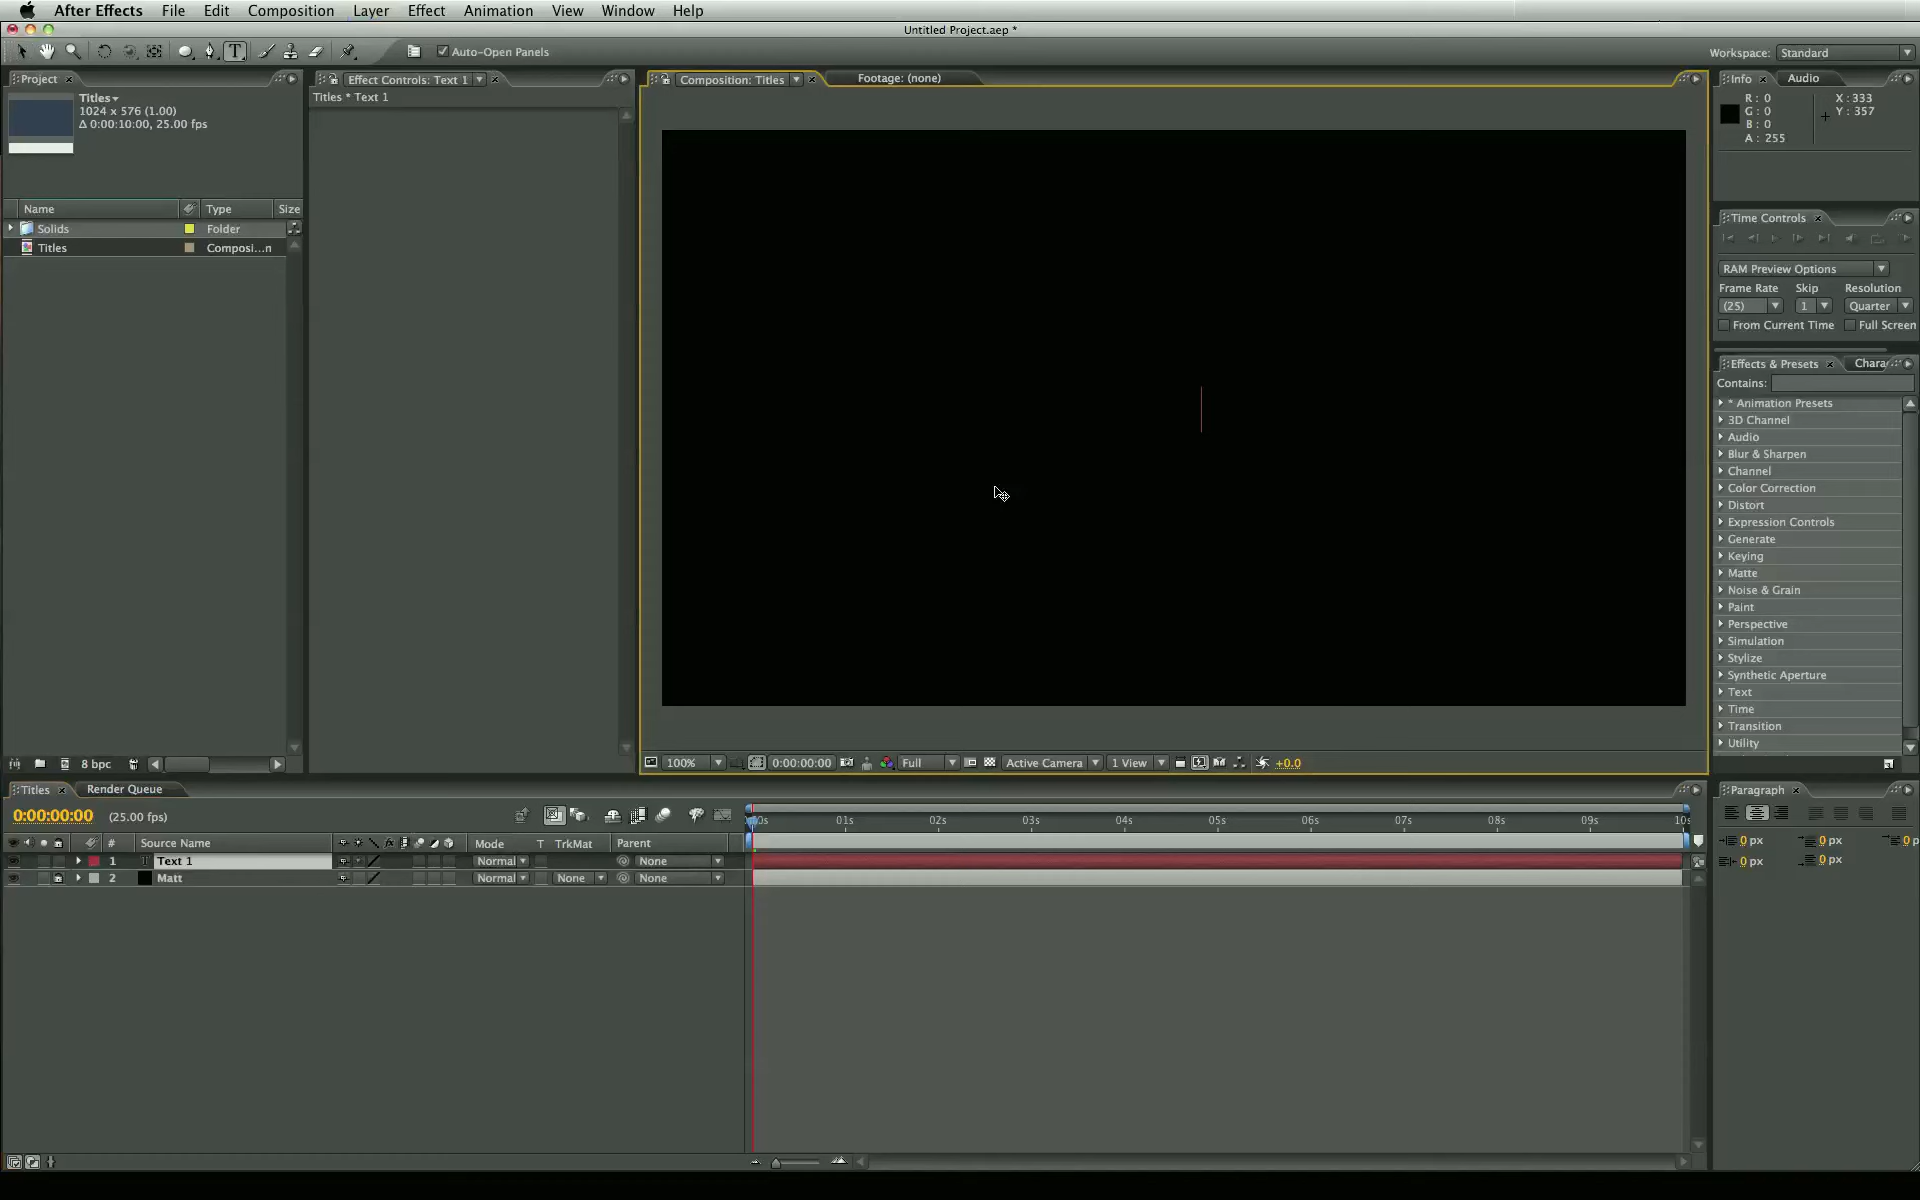 After Effects File Edit Composition Layer Effect Animation View Window Help
Untitled Project.aep *
T Auto-Open Panels Workspace: Standard
Project Effect Controls: Text 1 Composition: Titles Footage: (none) Info Audio
Titles * Text 1
Titles
1024 x 576 (1.00)
Δ 0:00:10:00, 25.00 fps
R : 0 X : 333
G : 0 Y : 357
B : 0
A : 255
Name Type Size
Solids Folder
Titles Composi...n
Time Controls
RAM Preview Options
Frame Rate Skip Resolution
(25) 1 Quarter
From Current Time Full Screen
Effects & Presets Chara
Contains:
* Animation Presets
3D Channel
Audio
Blur & Sharpen
Channel
Color Correction
Distort
Expression Controls
Generate
Keying
Matte
Noise & Grain
Paint
Perspective
Simulation
Stylize
Synthetic Aperture
Text
Time
Transition
Utility
8 bpc 100% 0:00:00:00 Full Active Camera 1 View +0.0
Titles Render Queue Paragraph
0:00:00:00 (25.00 fps)
01s 02s 03s 04s 05s 06s 07s 08s 09s 10s
# Source Name Mode T TrkMat Parent
1 T Text 1 Normal None
2 Matt Normal None None
0 px 0 px 0 p
0 px 0 px